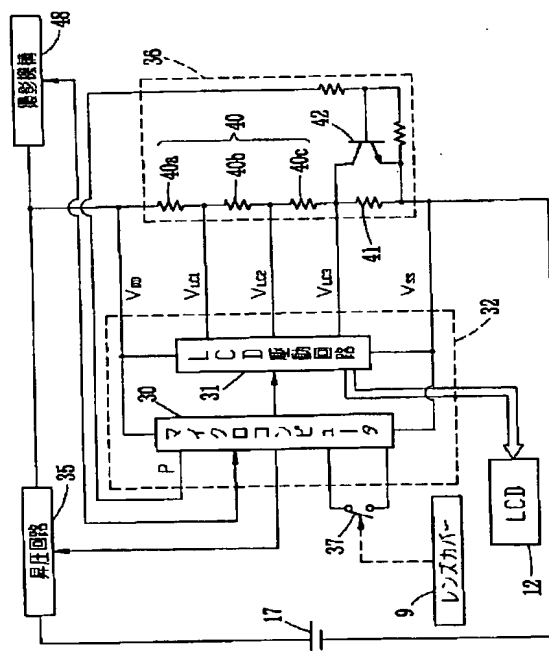 48
撮影機構
36
40
40a
40b
40c
42
41
VDD
VLC1
VLC2
VLC3
VSS
32
LCD駆動回路
31
30
マイクロコンピュータ
P
35
昇圧回路
37
LCD
12
レンズカバー
9
17